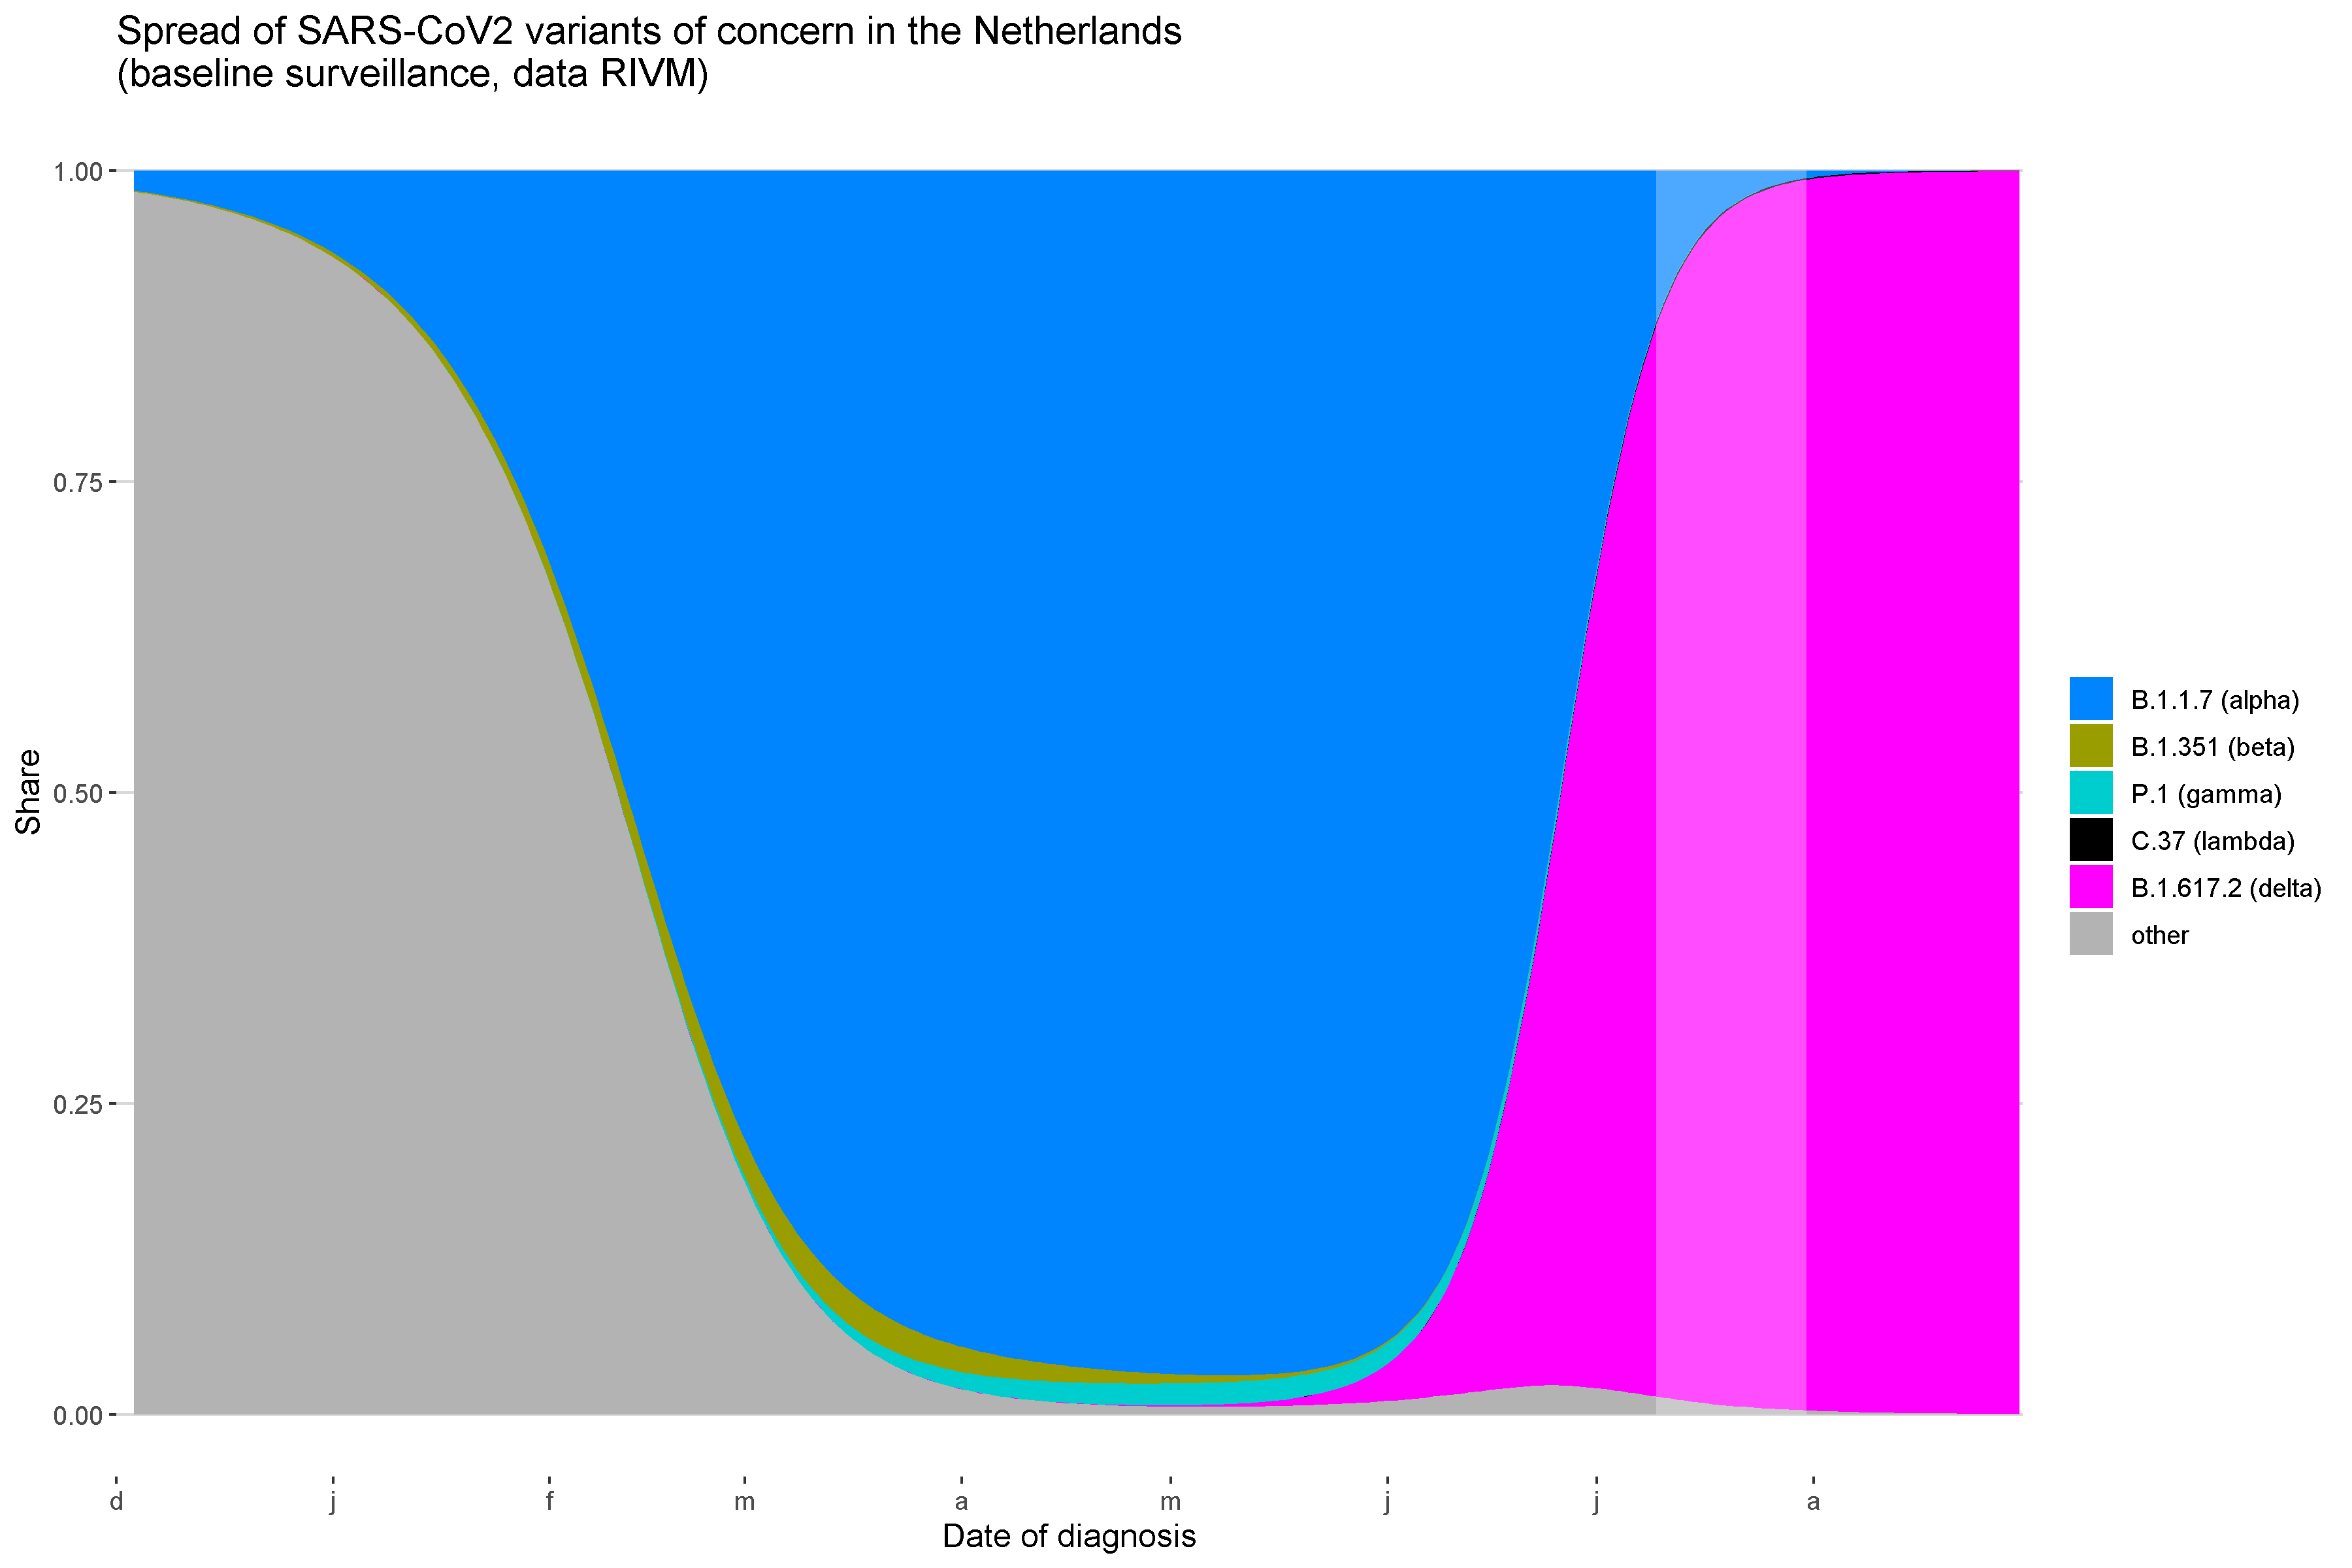 Spread of SARS-CoV2 variants of concern in the Netherlands
(baseline surveillance, data RIVM)
1.00
0.75
0.50
0.25
0.00
Share
d j f m a m j j a
Date of diagnosis
B.1.1.7 (alpha)
B.1.351 (beta)
P.1 (gamma)
C.37 (lambda)
B.1.617.2 (delta)
other